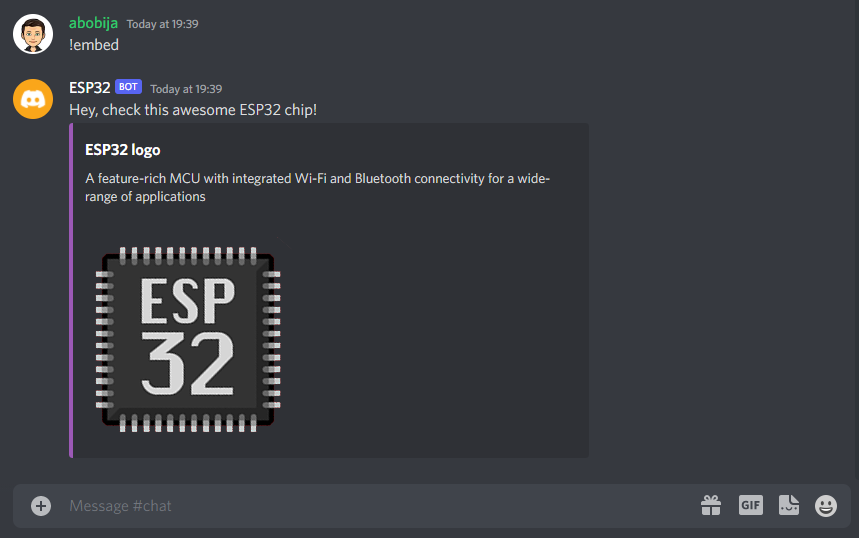 abobija Today at 19:39
!embed
ESP32 BOT Today at 19:39
Hey, check this awesome ESP32 chip!
ESP32 logo
A feature-rich MCU with integrated Wi-Fi and Bluetooth connectivity for a wide-
range of applications
ESP
32
Message #chat
GIF